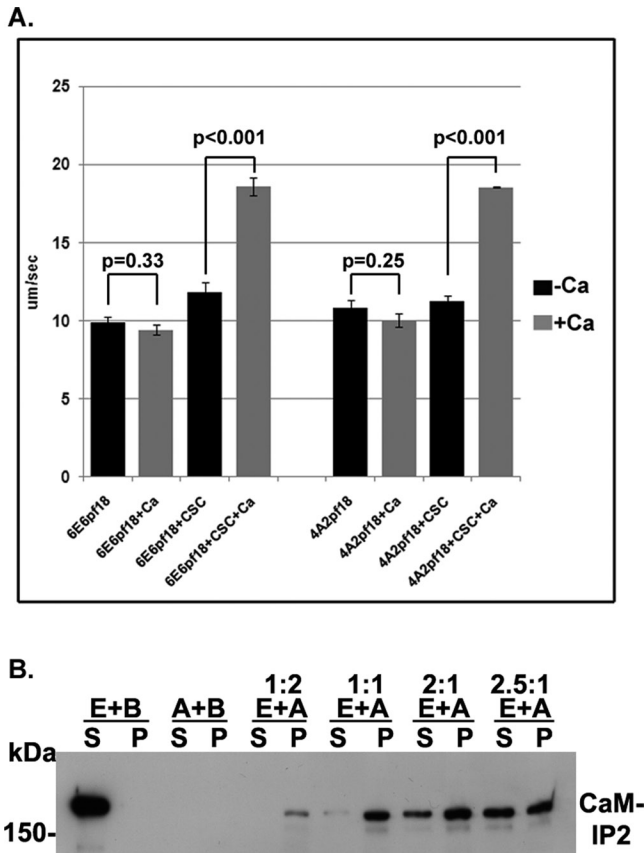 A.
25
20
15
10
5
0
um/sec
p=0.33
p<0.001
p=0.25
p<0.001
-Ca
+Ca
6E6pf18
6E6pf18+Ca
6E6pf18+CSC
6E6pf18+CSC+Ca
4A2pf18
4A2pf18+Ca
4A2pf18+CSC
4A2pf18+CSC+Ca
B.
1:2 1:1 2:1 2.5:1
E+B A+B E+A E+A E+A E+A
S P S P S P S P S P S P
kDa
150-
CaM-
IP2